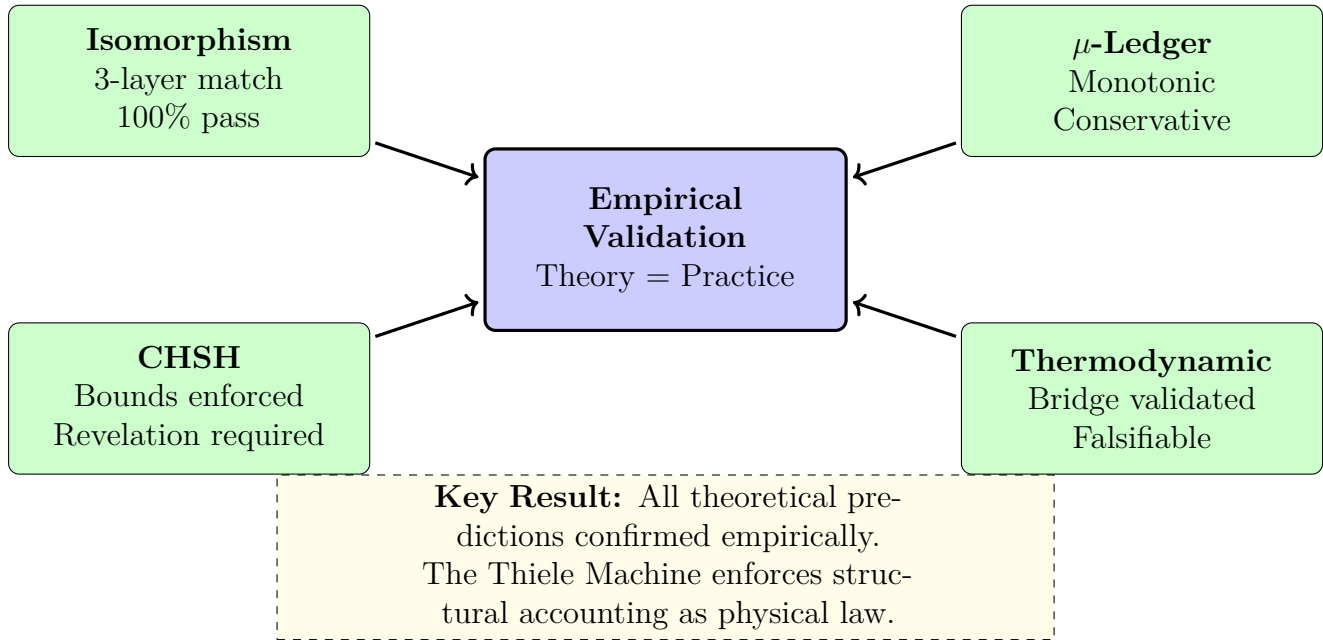 Isomorphism
3-layer match
100% pass
μ-Ledger
Monotonic
Conservative
Empirical
Validation
Theory = Practice
CHSH
Bounds enforced
Revelation required
Thermodynamic
Bridge validated
Falsifiable
Key Result: All theoretical pre-
dictions confirmed empirically.
The Thiele Machine enforces struc-
tural accounting as physical law.